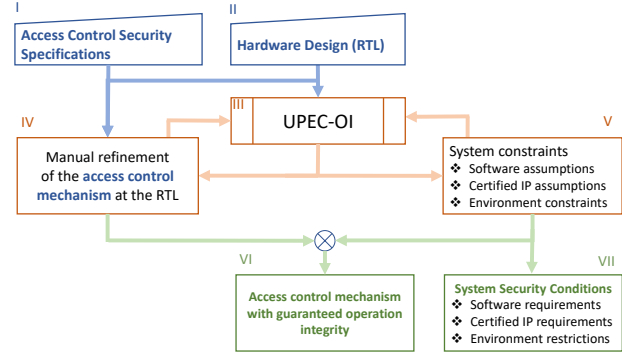 I
Access Control Security
Specifications
II
Hardware Design (RTL)
III
UPEC-OI
IV
Manual refinement
of the access control
mechanism at the RTL
V
System constraints
❖ Software assumptions
❖ Certified IP assumptions
❖ Environment constraints
VI
Access control mechanism
with guaranteed operation
integrity
VII
System Security Conditions
❖ Software requirements
❖ Certified IP requirements
❖ Environment restrictions